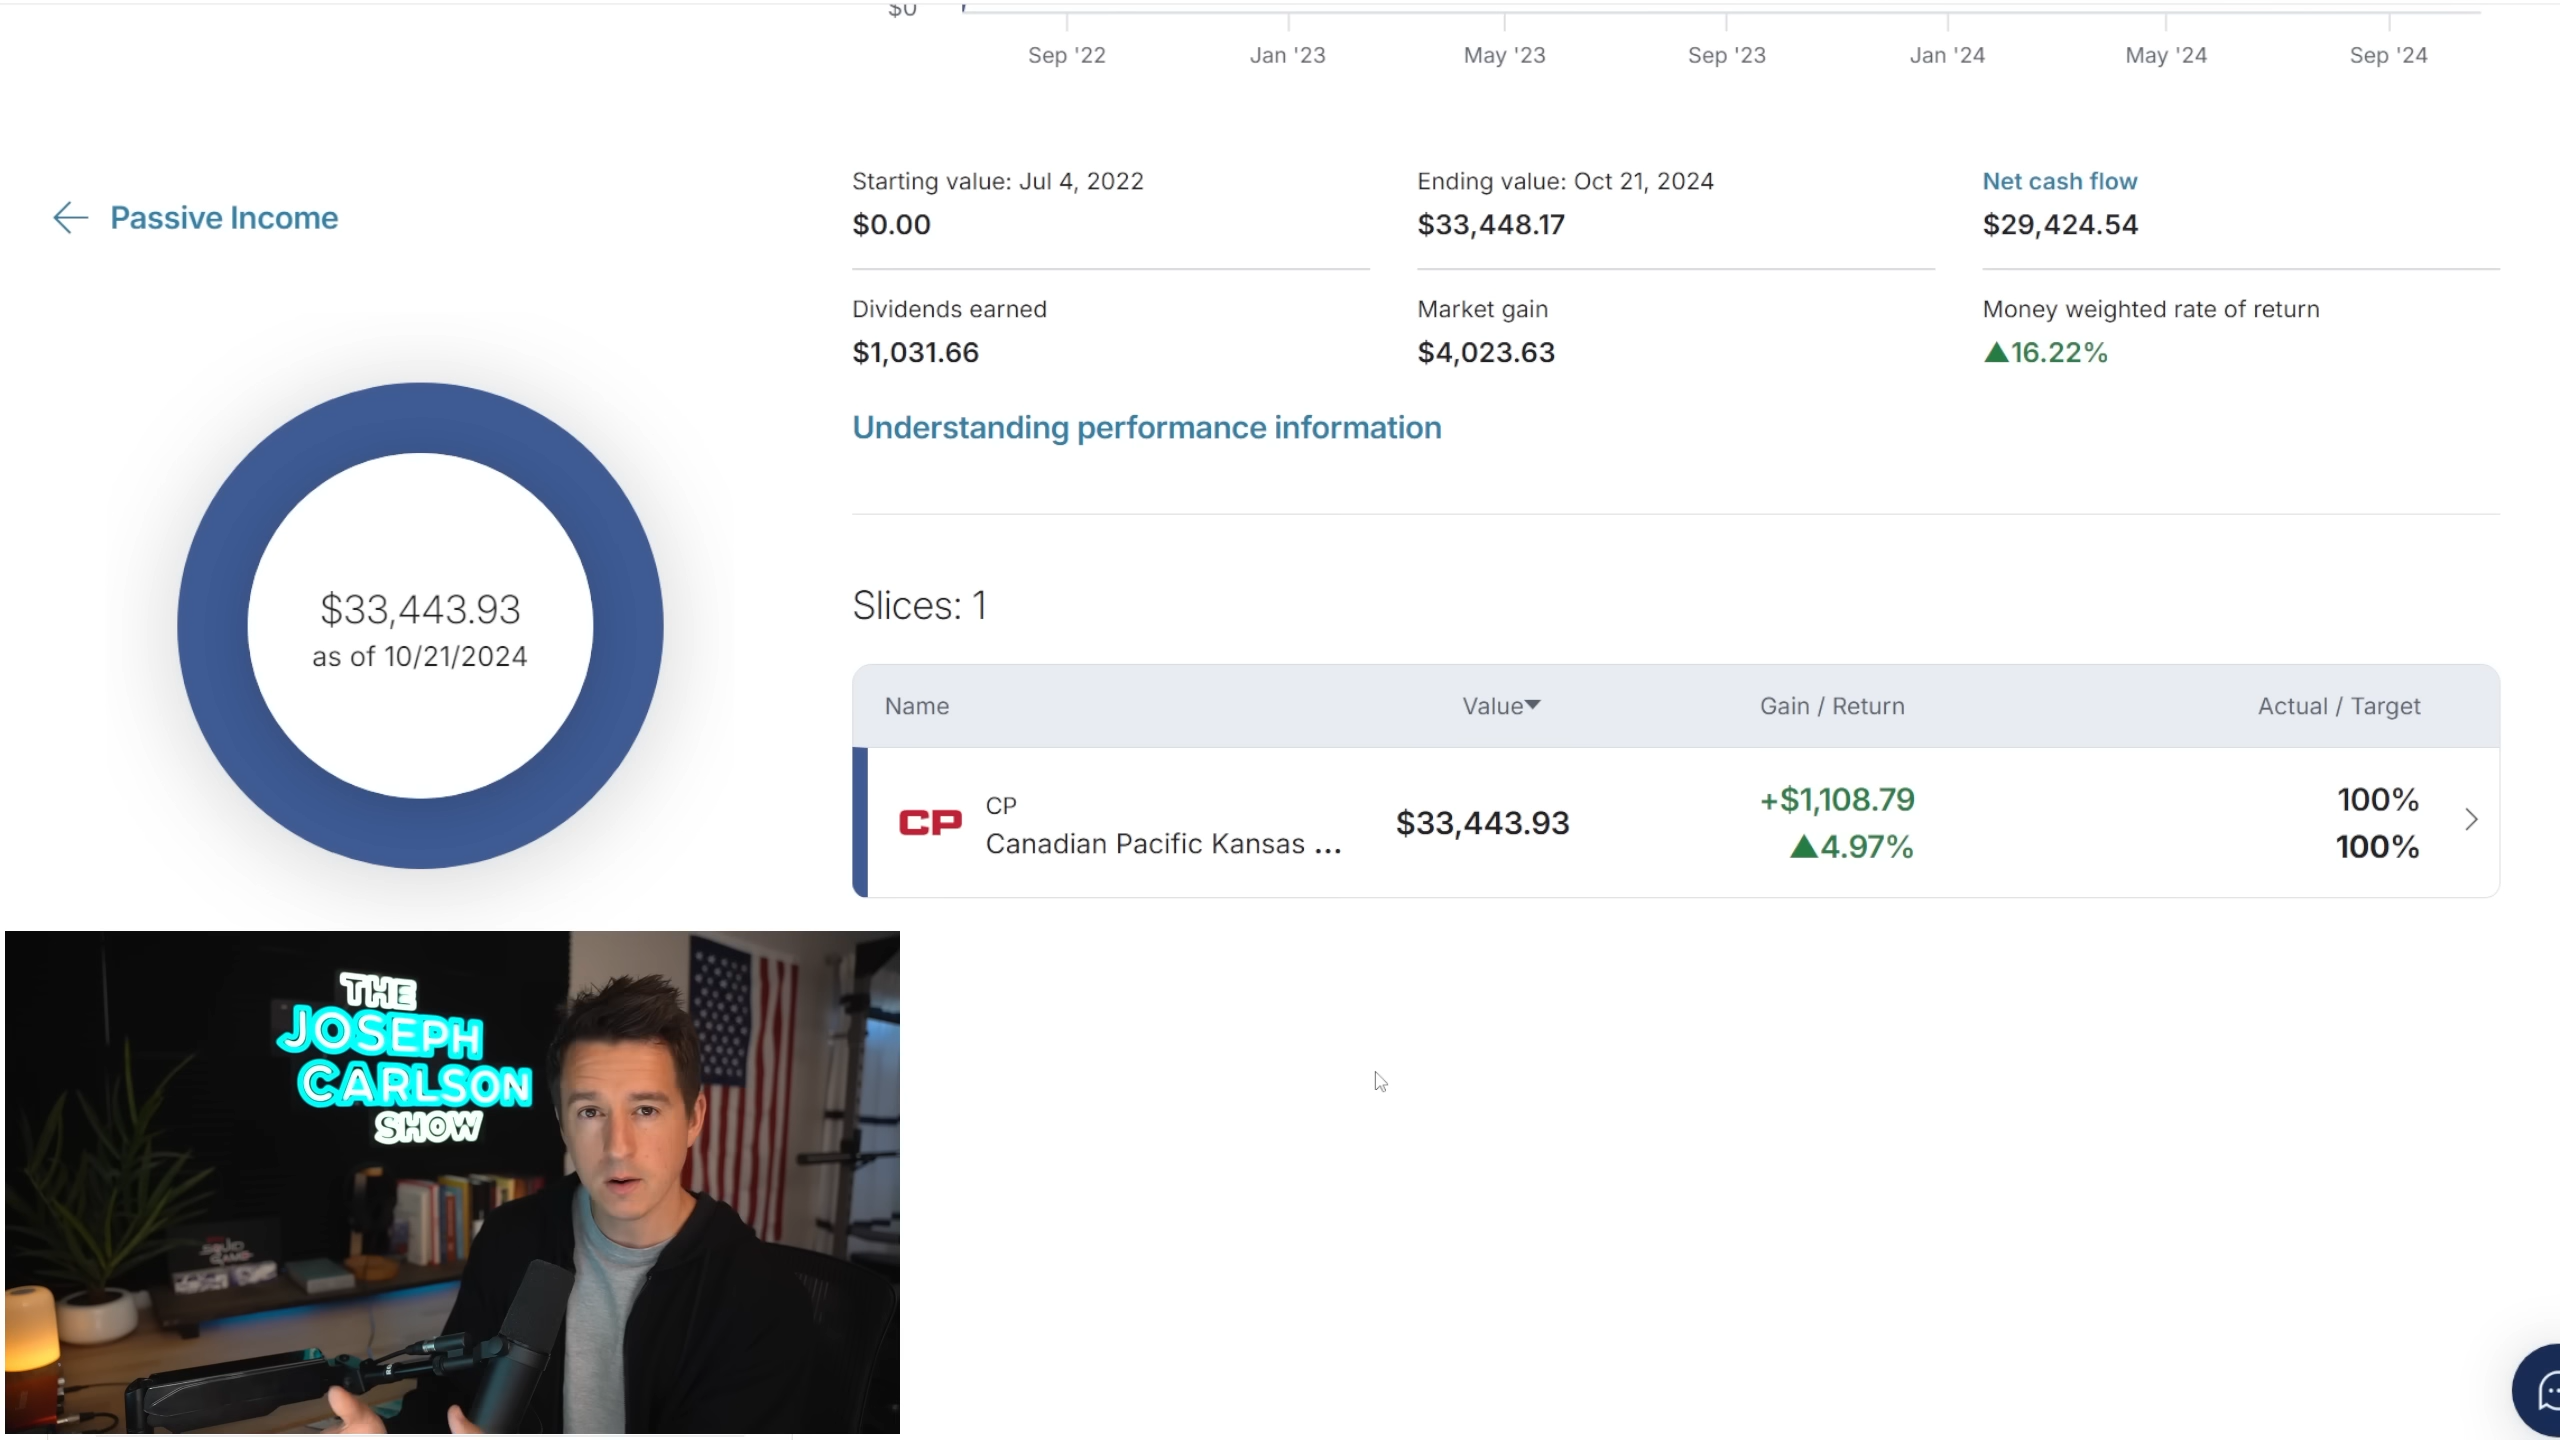 $0
Sep '22
Jan '23
May '23
Sep '23
Jan '24
May '24
Sep '24
Passive Income
Starting value: Jul 4, 2022
$0.00
Ending value: Oct 21, 2024
$33,448.17
Net cash flow
$29,424.54
Dividends earned
$1,031.66
Market gain
$4,023.63
Money weighted rate of return
▲16.22%
Understanding performance information
$33,443.93
as of 10/21/2024
Slices: 1
Name
Value▼
Gain / Return
Actual / Target
CP
CP
Canadian Pacific Kansas ...
$33,443.93
+$1,108.79
▲4.97%
100%
100%
THE
JOSEPH
CARLSON
SHOW